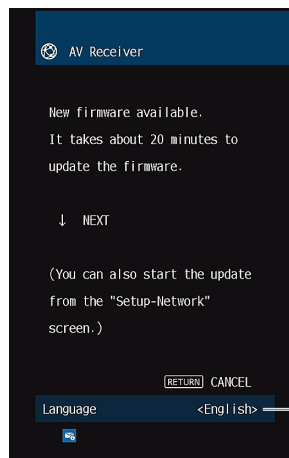 AV Receiver
New firmware available.
It takes about 20 minutes to
update the firmware.
↓ NEXT
(You can also start the update
from the "Setup-Network"
screen.)
RETURN CANCEL
Language <English>